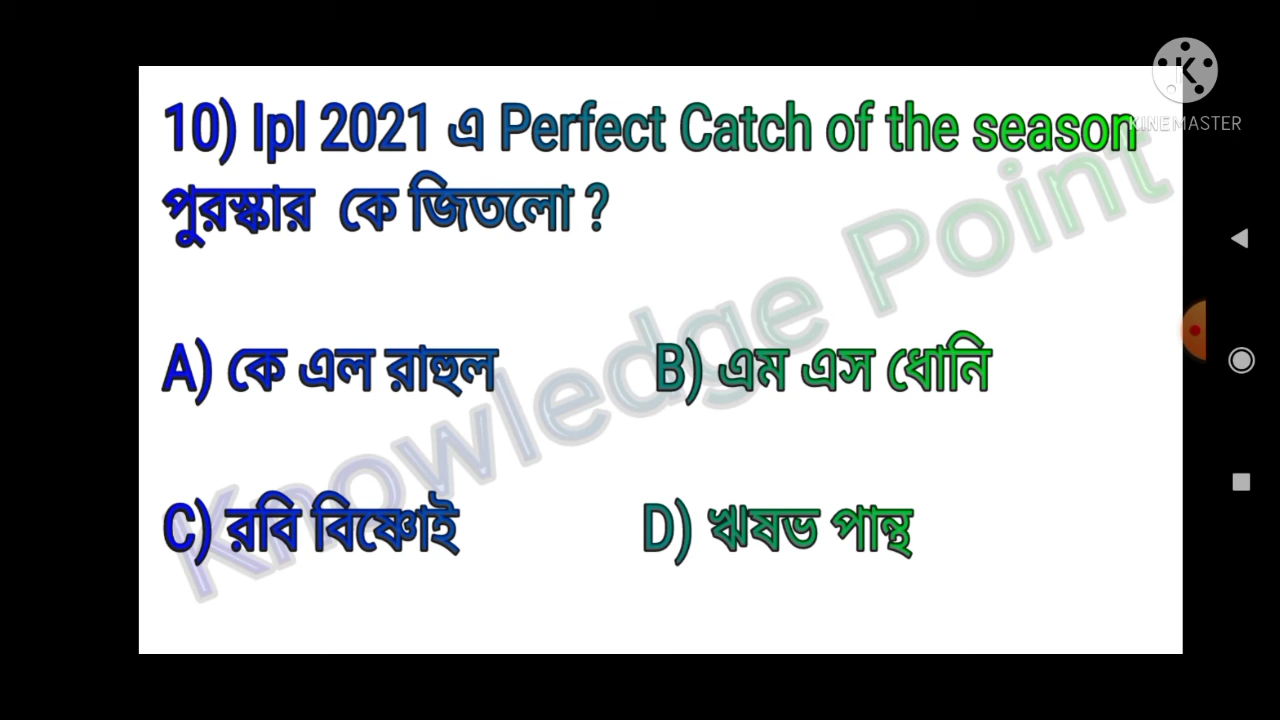 KINEMASTER
10) Ipl 2021 এ Perfect Catch of the season
পুরস্কার কে জিতলো ?
A) কে এল রাহুল B) এম এস ধোনি
C) রবি বিষ্ণোই D) ঋষভ পান্থ
Knowledge Point